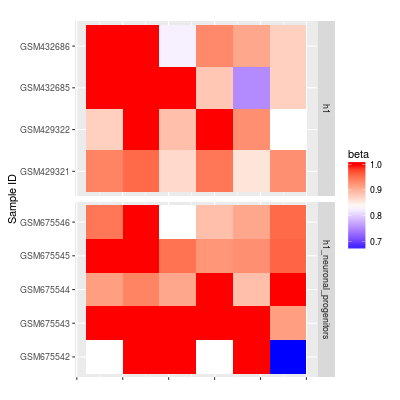 Sample ID
GSM432686
GSM432685
GSM429322
GSM429321
h1
GSM675546
GSM675545
GSM675544
GSM675543
GSM675542
h1_neuronal_progenitors
beta
1.0
0.9
0.8
0.7